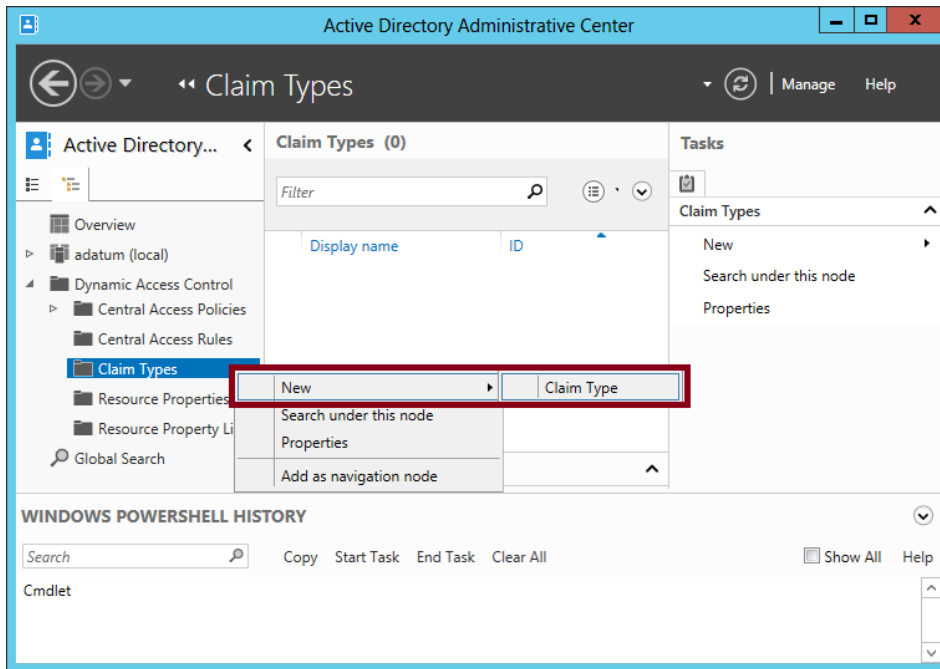 Active Directory Administrative Center
Claim Types
Manage Help
Active Directory...
Overview
adatum (local)
Dynamic Access Control
Central Access Policies
Central Access Rules
Claim Types
Resource Properties
Resource Property Li
Global Search
Claim Types (0)
Filter
Display name ID
New Claim Type
Search under this node
Properties
Add as navigation node
Tasks
Claim Types
New
Search under this node
Properties
WINDOWS POWERSHELL HISTORY
Search Copy Start Task End Task Clear All Show All Help
Cmdlet